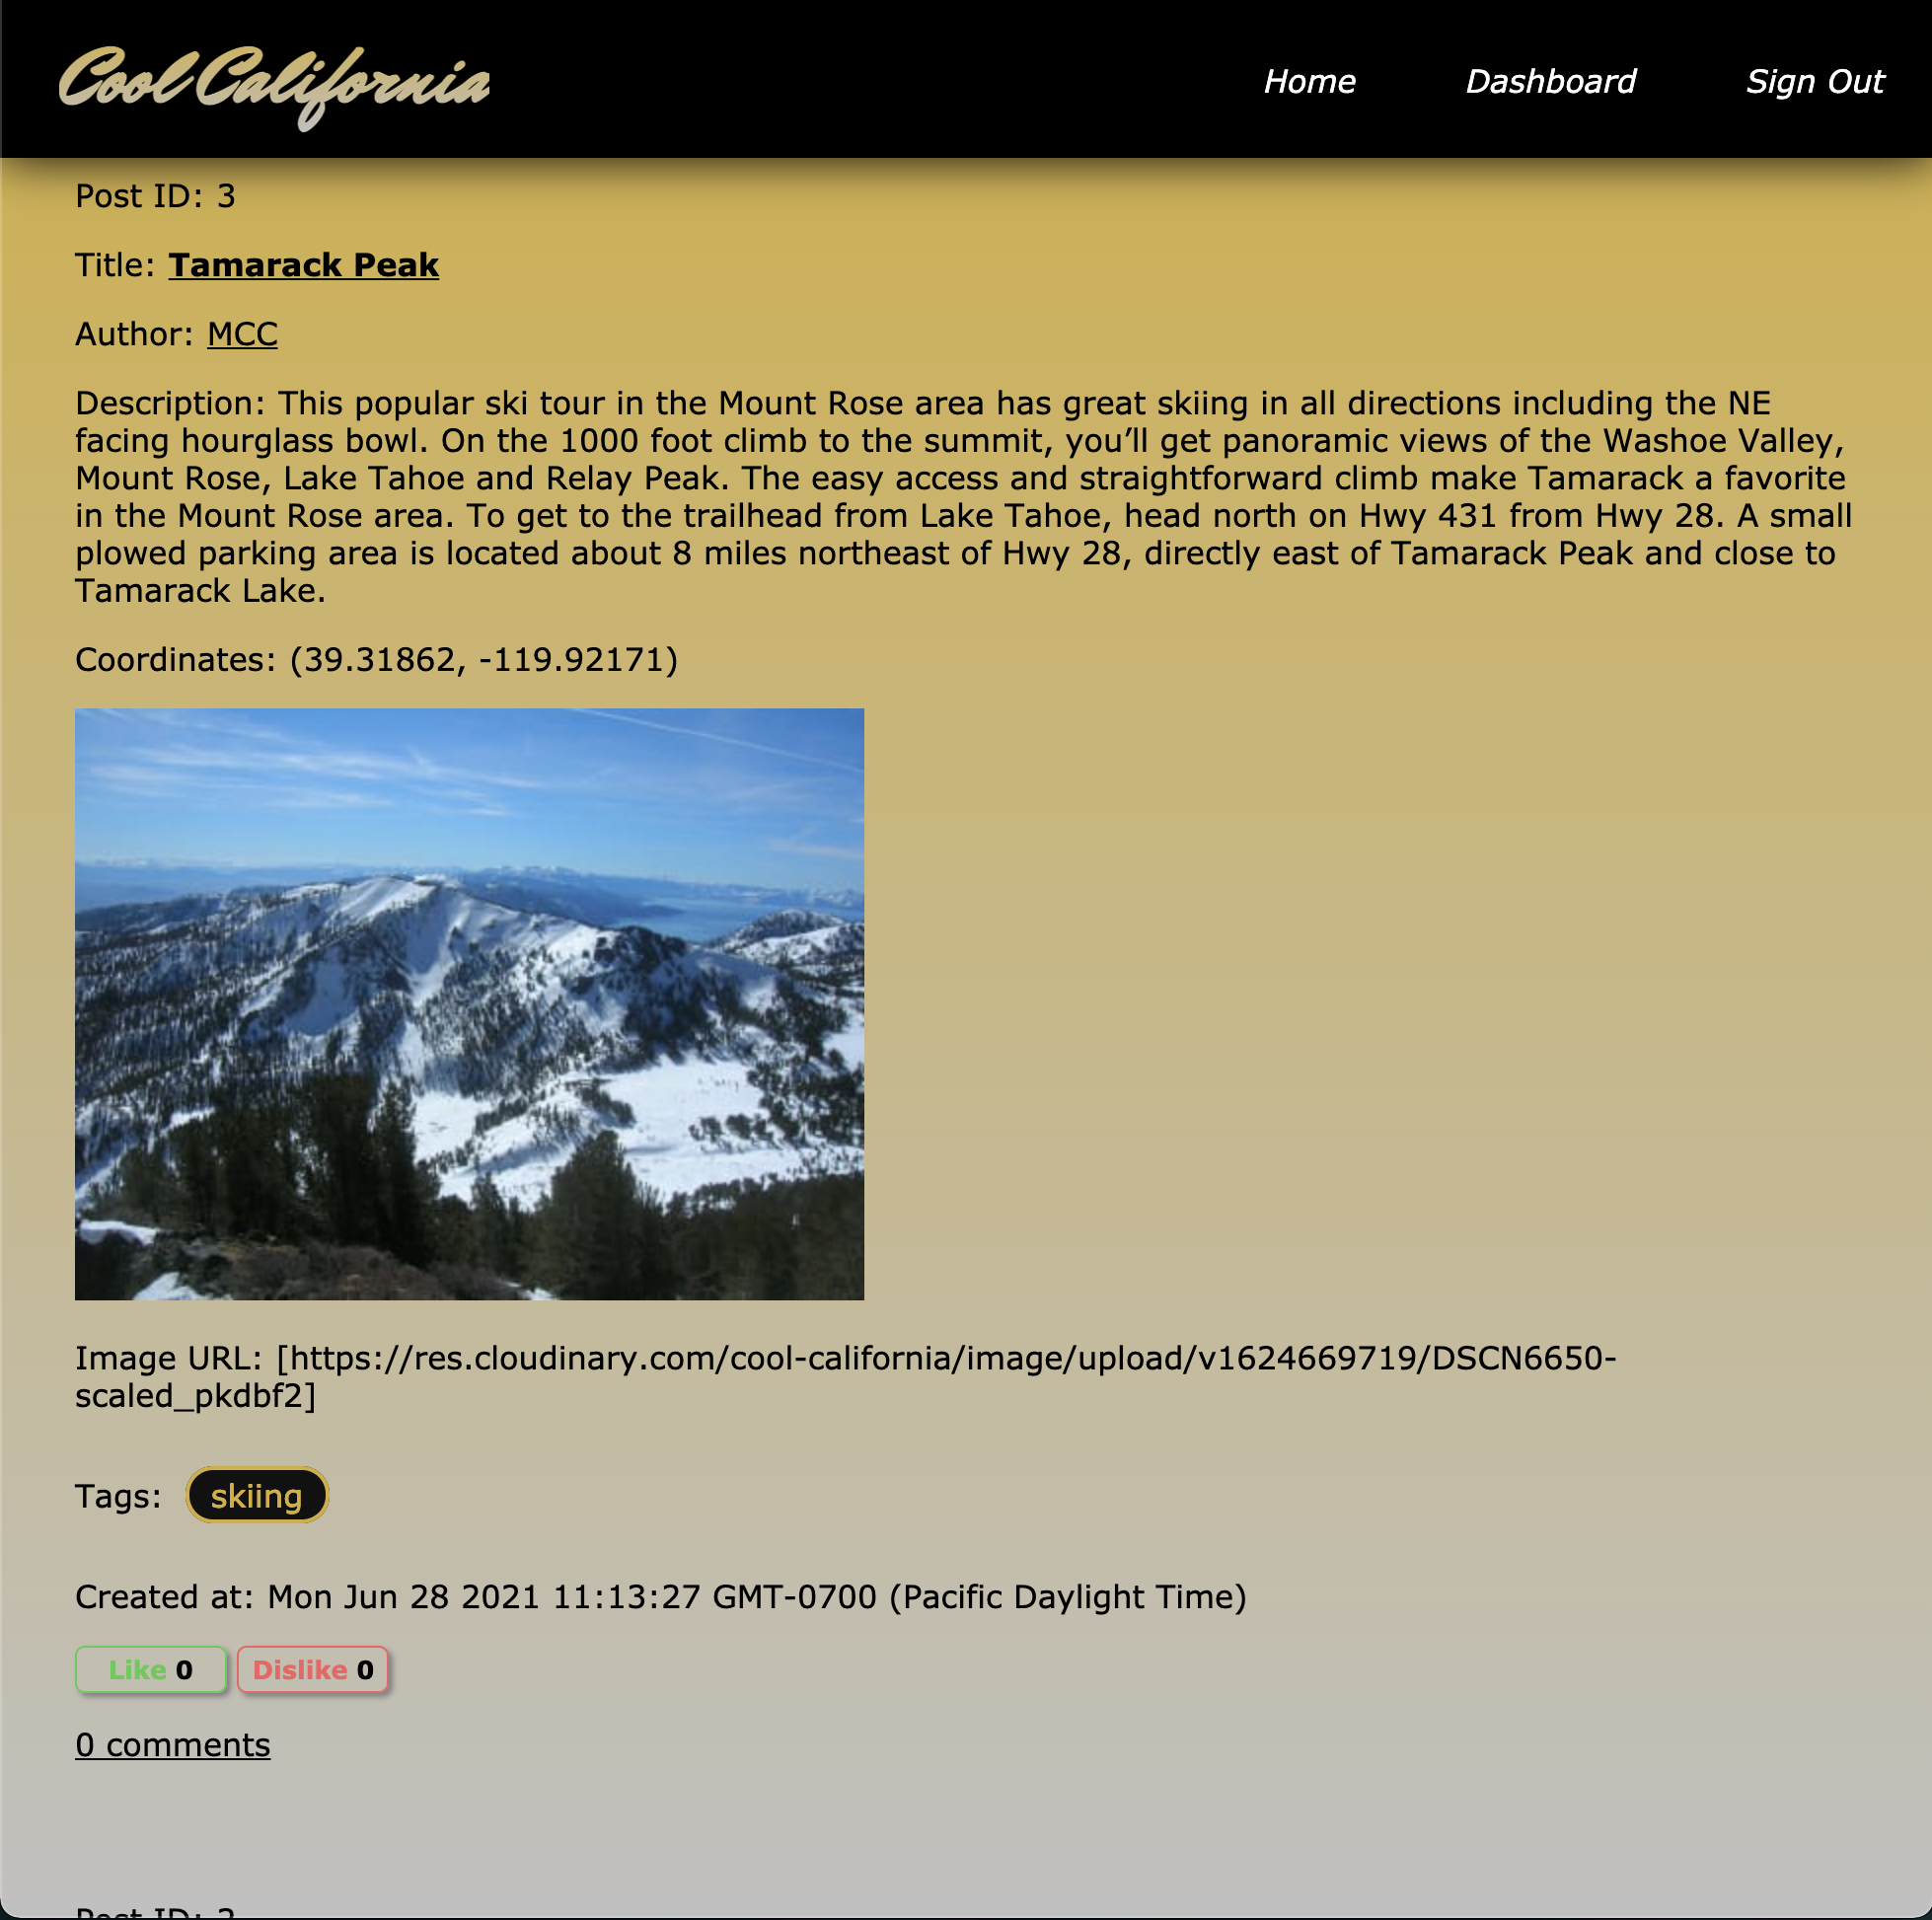 Cool California
Home
Dashboard
Sign Out
Post ID: 3
Title: Tamarack Peak
Author: MCC
Description: This popular ski tour in the Mount Rose area has great skiing in all directions including the NE
facing hourglass bowl. On the 1000 foot climb to the summit, you’ll get panoramic views of the Washoe Valley,
Mount Rose, Lake Tahoe and Relay Peak. The easy access and straightforward climb make Tamarack a favorite
in the Mount Rose area. To get to the trailhead from Lake Tahoe, head north on Hwy 431 from Hwy 28. A small
plowed parking area is located about 8 miles northeast of Hwy 28, directly east of Tamarack Peak and close to
Tamarack Lake.
Coordinates: (39.31862, -119.92171)
Image URL: [https://res.cloudinary.com/cool-california/image/upload/v1624669719/DSCN6650-
scaled_pkdbf2]
Tags: skiing
Created at: Mon Jun 28 2021 11:13:27 GMT-0700 (Pacific Daylight Time)
Like 0 Dislike 0
0 comments
Post ID: